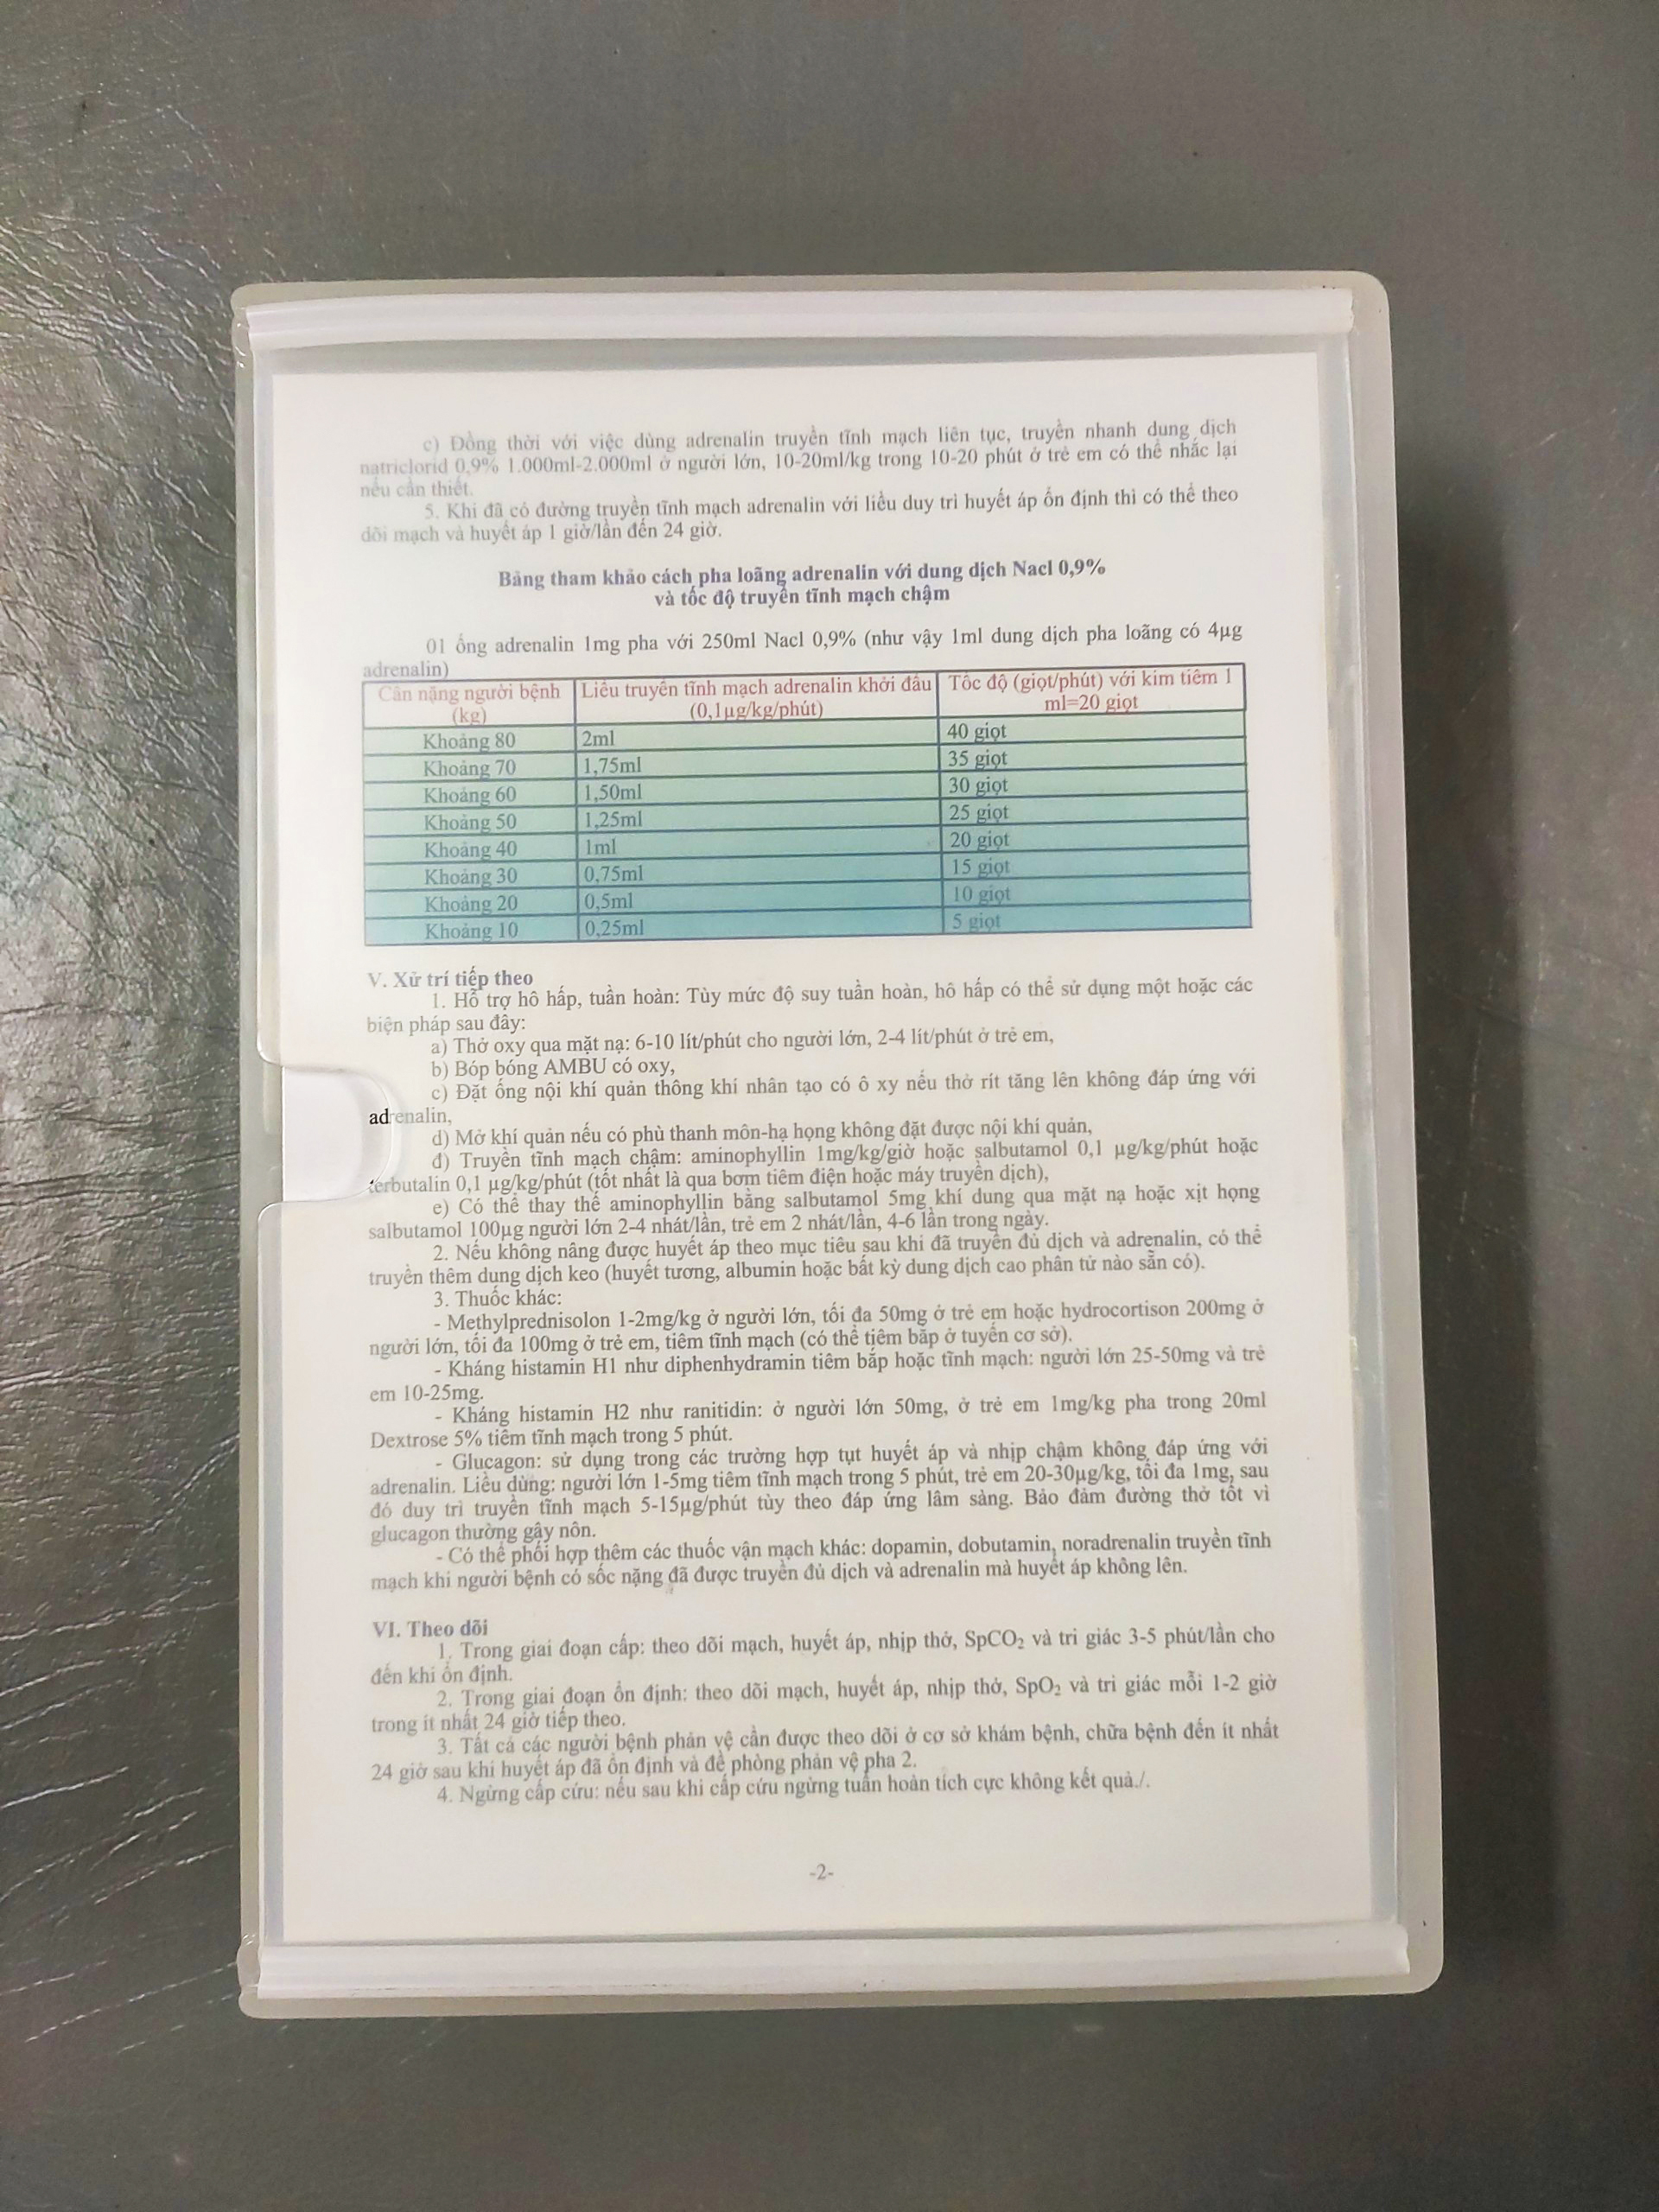 c) Đồng thời với việc dùng adrenalin truyền tĩnh mạch liên tục, truyền nhanh dung dịch
natriclorid 0,9% 1.000ml-2.000ml ở người lớn, 10-20ml/kg trong 10-20 phút ở trẻ em có thể nhắc lại
nếu cần thiết.
5. Khi đã có đường truyền tĩnh mạch adrenalin với liều duy trì huyết áp ổn định thì có thể theo
dõi mạch và huyết áp 1 giờ/lần đến 24 giờ.
Bảng tham khảo cách pha loãng adrenalin với dung dịch Nacl 0,9%
và tốc độ truyền tĩnh mạch chậm
01 ống adrenalin 1mg pha với 250ml Nacl 0,9% (như vậy 1ml dung dịch pha loãng có 4µg
adrenalin)
Cân nặng người bệnh Liều truyền tĩnh mạch adrenalin khởi đầu Tốc độ (giọt/phút) với kim tiêm 1
(kg) (0,1µg/kg/phút) ml=20 giọt
Khoảng 80 2ml 40 giọt
Khoảng 70 1,75ml 35 giọt
Khoảng 60 1,50ml 30 giọt
Khoảng 50 1,25ml 25 giọt
Khoảng 40 1ml 20 giọt
Khoảng 30 0,75ml 15 giọt
Khoảng 20 0,5ml 10 giọt
Khoảng 10 0,25ml 5 giọt
V. Xử trí tiếp theo
1. Hỗ trợ hô hấp, tuần hoàn: Tùy mức độ suy tuần hoàn, hô hấp có thể sử dụng một hoặc các
biện pháp sau đây:
a) Thở oxy qua mặt nạ: 6-10 lít/phút cho người lớn, 2-4 lít/phút ở trẻ em,
b) Bóp bóng AMBU có oxy,
c) Đặt ống nội khí quản thông khí nhân tạo có ô xy nếu thở rít tăng lên không đáp ứng với
adrenalin,
d) Mở khí quản nếu có phù thanh môn-hạ họng không đặt được nội khí quản,
đ) Truyền tĩnh mạch chậm: aminophyllin 1mg/kg/giờ hoặc salbutamol 0,1 µg/kg/phút hoặc
terbutalin 0,1 µg/kg/phút (tốt nhất là qua bơm tiêm điện hoặc máy truyền dịch),
e) Có thể thay thế aminophyllin bằng salbutamol 5mg khí dung qua mặt nạ hoặc xịt họng
salbutamol 100µg người lớn 2-4 nhát/lần, trẻ em 2 nhát/lần, 4-6 lần trong ngày.
2. Nếu không nâng được huyết áp theo mục tiêu sau khi đã truyền đủ dịch và adrenalin, có thể
truyền thêm dung dịch keo (huyết tương, albumin hoặc bất kỳ dung dịch cao phân tử nào sẵn có).
3. Thuốc khác:
- Methylprednisolon 1-2mg/kg ở người lớn, tối đa 50mg ở trẻ em hoặc hydrocortison 200mg ở
người lớn, tối đa 100mg ở trẻ em, tiêm tĩnh mạch (có thể tiêm bắp ở tuyến cơ sở).
- Kháng histamin H1 như diphenhydramin tiêm bắp hoặc tĩnh mạch: người lớn 25-50mg và trẻ
em 10-25mg.
- Kháng histamin H2 như ranitidin: ở người lớn 50mg, ở trẻ em 1mg/kg pha trong 20ml
Dextrose 5% tiêm tĩnh mạch trong 5 phút.
- Glucagon: sử dụng trong các trường hợp tụt huyết áp và nhịp chậm không đáp ứng với
adrenalin. Liều dùng: người lớn 1-5mg tiêm tĩnh mạch trong 5 phút, trẻ em 20-30µg/kg, tối đa 1mg, sau
đó duy trì truyền tĩnh mạch 5-15µg/phút tùy theo đáp ứng lâm sàng. Bảo đảm đường thở tốt vì
glucagon thường gây nôn.
- Có thể phối hợp thêm các thuốc vận mạch khác: dopamin, dobutamin, noradrenalin truyền tĩnh
mạch khi người bệnh có sốc nặng đã được truyền đủ dịch và adrenalin mà huyết áp không lên.
VI. Theo dõi
1. Trong giai đoạn cấp: theo dõi mạch, huyết áp, nhịp thở, SpCO₂ và tri giác 3-5 phút/lần cho
đến khi ổn định.
2. Trong giai đoạn ổn định: theo dõi mạch, huyết áp, nhịp thở, SpO₂ và tri giác mỗi 1-2 giờ
trong ít nhất 24 giờ tiếp theo.
3. Tất cả các người bệnh phản vệ cần được theo dõi ở cơ sở khám bệnh, chữa bệnh đến ít nhất
24 giờ sau khi huyết áp đã ổn định và đề phòng phản vệ pha 2.
4. Ngừng cấp cứu: nếu sau khi cấp cứu ngừng tuần hoàn tích cực không kết quả./.
-2-